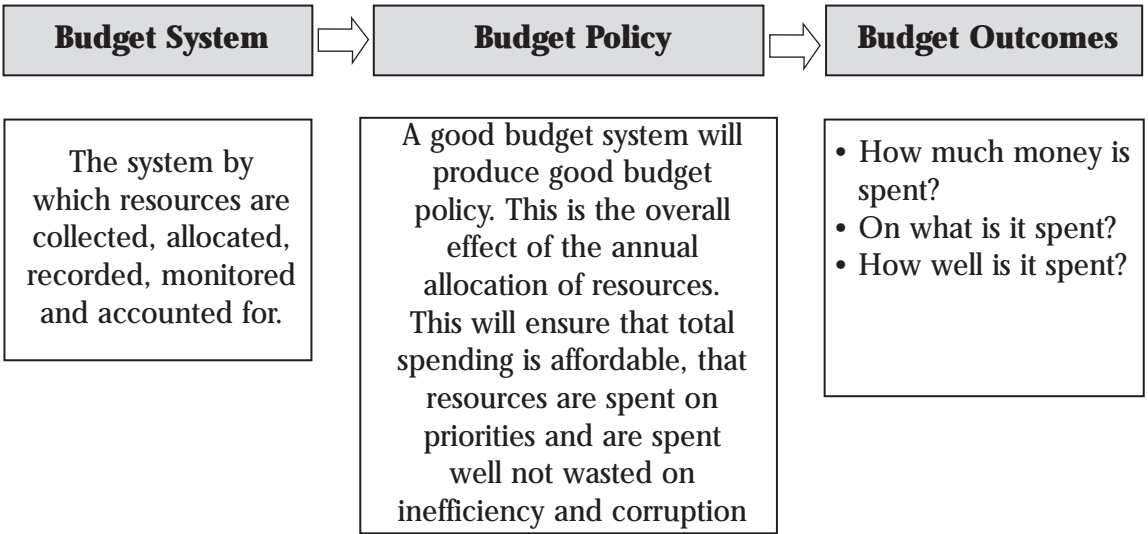 Budget System
Budget Policy
Budget Outcomes
The system by
which resources are
collected, allocated,
recorded, monitored
and accounted for.
A good budget system will
produce good budget
policy. This is the overall
effect of the annual
allocation of resources.
This will ensure that total
spending is affordable, that
resources are spent on
priorities and are spent
well not wasted on
inefficiency and corruption
• How much money is
spent?
• On what is it spent?
• How well is it spent?